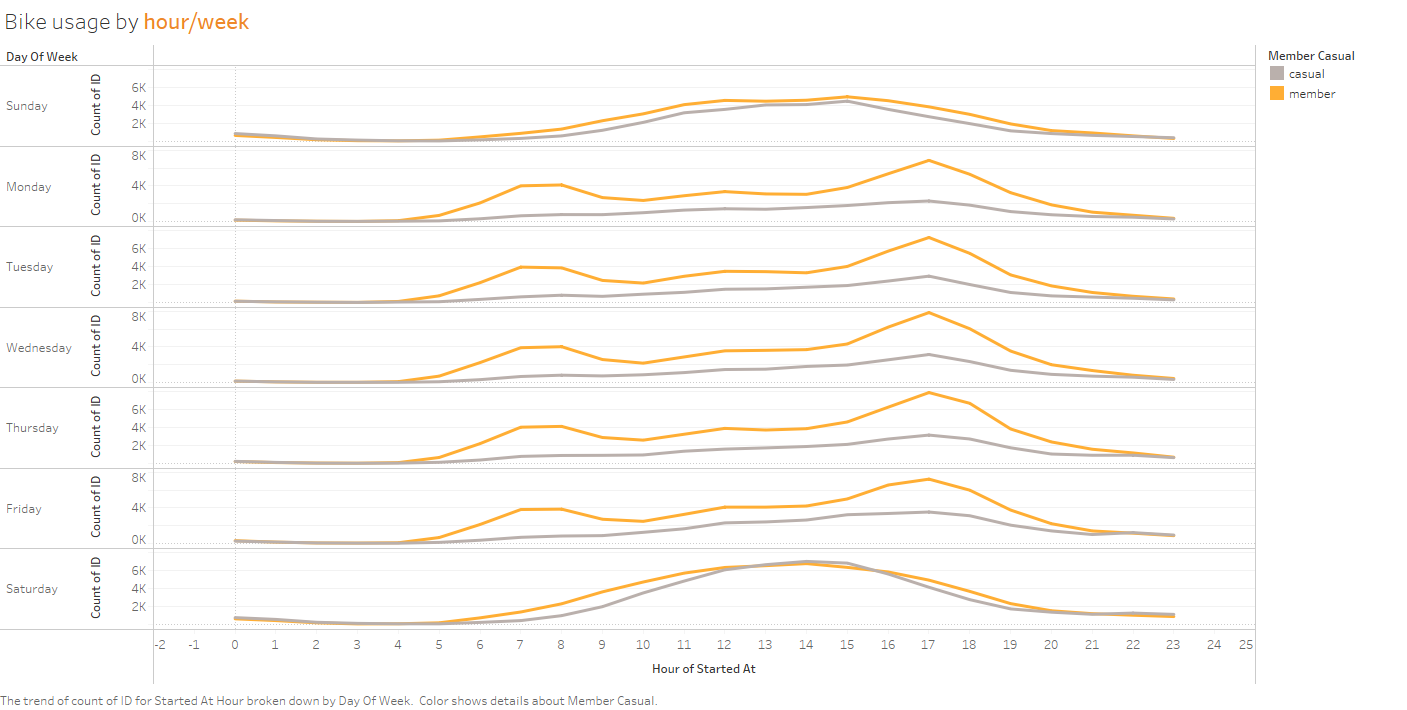 Bike usage by hour/week
Day Of Week
Member Casual
casual
member
Sunday
Count of ID
6K
4K
2K
Monday
Count of ID
8K
4K
0K
Tuesday
Count of ID
6K
4K
2K
Wednesday
Count of ID
8K
4K
0K
Thursday
Count of ID
6K
4K
2K
Friday
Count of ID
8K
4K
0K
Saturday
Count of ID
6K
4K
2K
-2 -1 0 1 2 3 4 5 6 7 8 9 10 11 12 13 14 15 16 17 18 19 20 21 22 23 24 25
Hour of Started At
The trend of count of ID for Started At Hour broken down by Day Of Week. Color shows details about Member Casual.